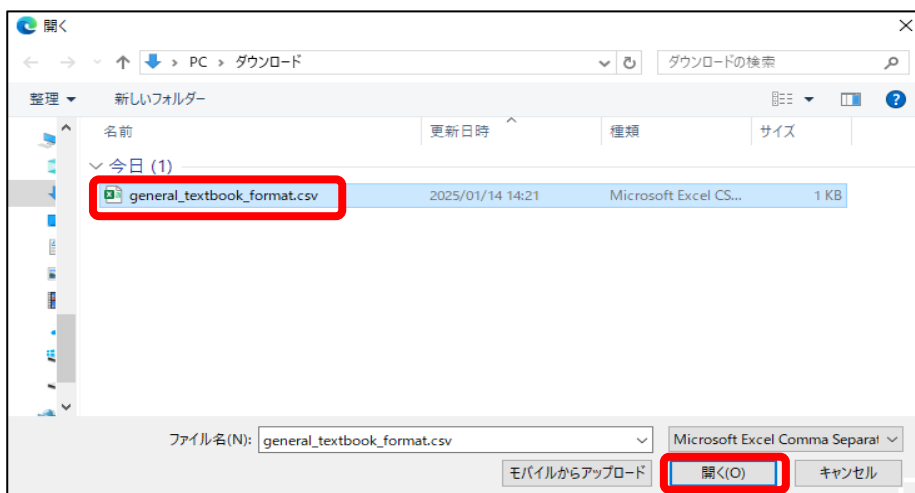 開く
PC › ダウンロード
ダウンロードの検索
整理 新しいフォルダー
名前 更新日時 種類 サイズ
今日 (1)
general_textbook_format.csv 2025/01/14 14:21 Microsoft Excel CS... 1 KB
ファイル名(N): general_textbook_format.csv Microsoft Excel Comma Separat
モバイルからアップロード 開く(O) キャンセル